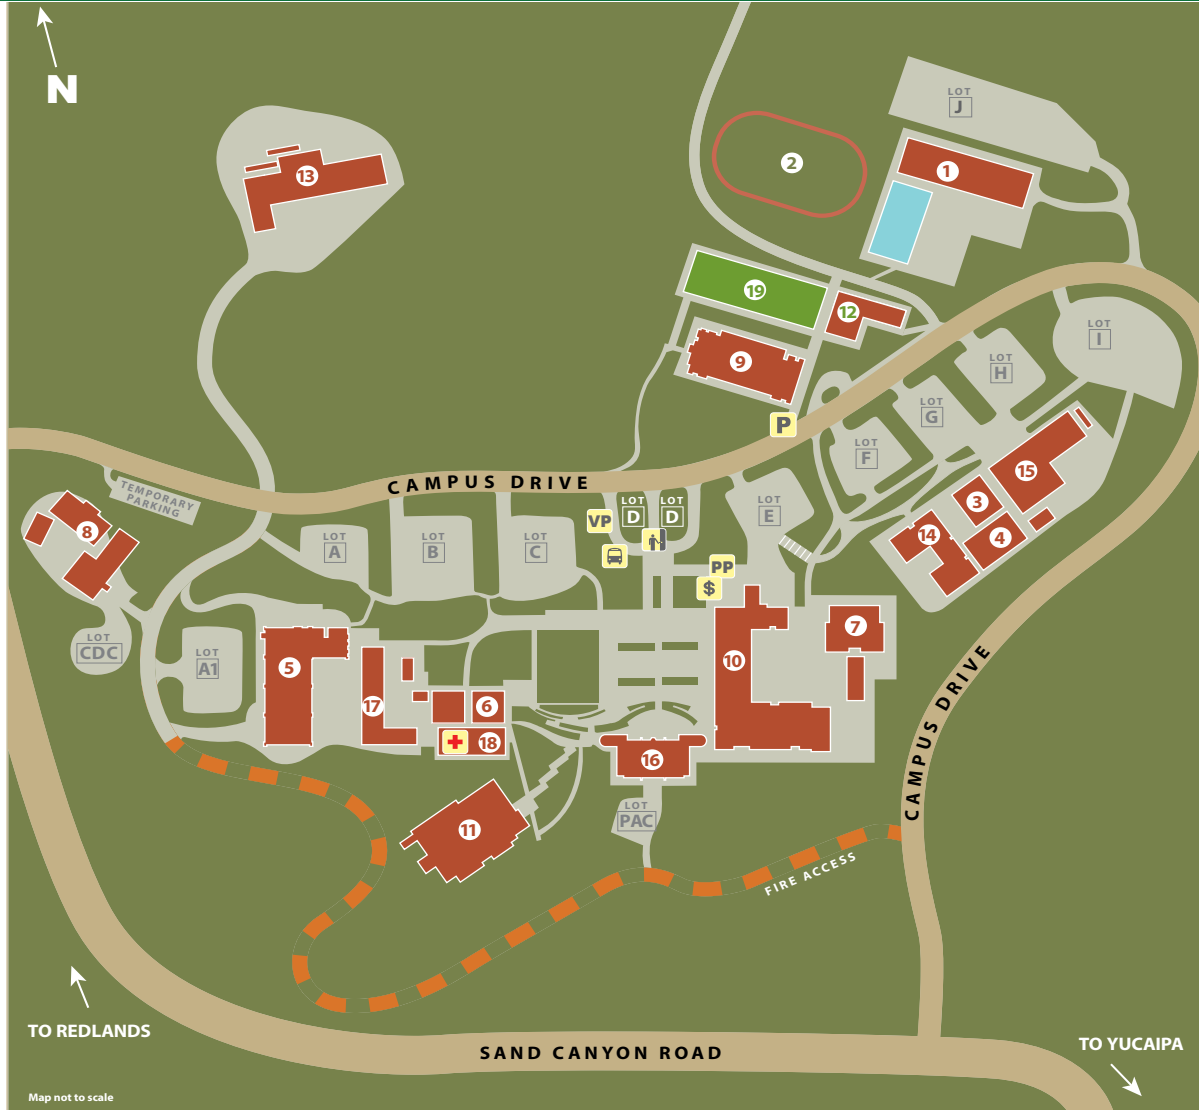 N
LOT
J
13
2
1
19
12
9
LOT
I
LOT
H
LOT
G
P
LOT
F
15
CAMPUS DRIVE
TEMPORARY
PARKING
3
8
VP
LOT
D
LOT
D
LOT
E
14
4
LOT
A
LOT
B
LOT
C
PP
$
LOT
CDC
LOT
A1
5
7
10
17
6
18
16
CAMPUS DRIVE
11
LOT
PAC
FIRE ACCESS
TO REDLANDS
SAND CANYON ROAD
TO YUCAIPA
Map not to scale